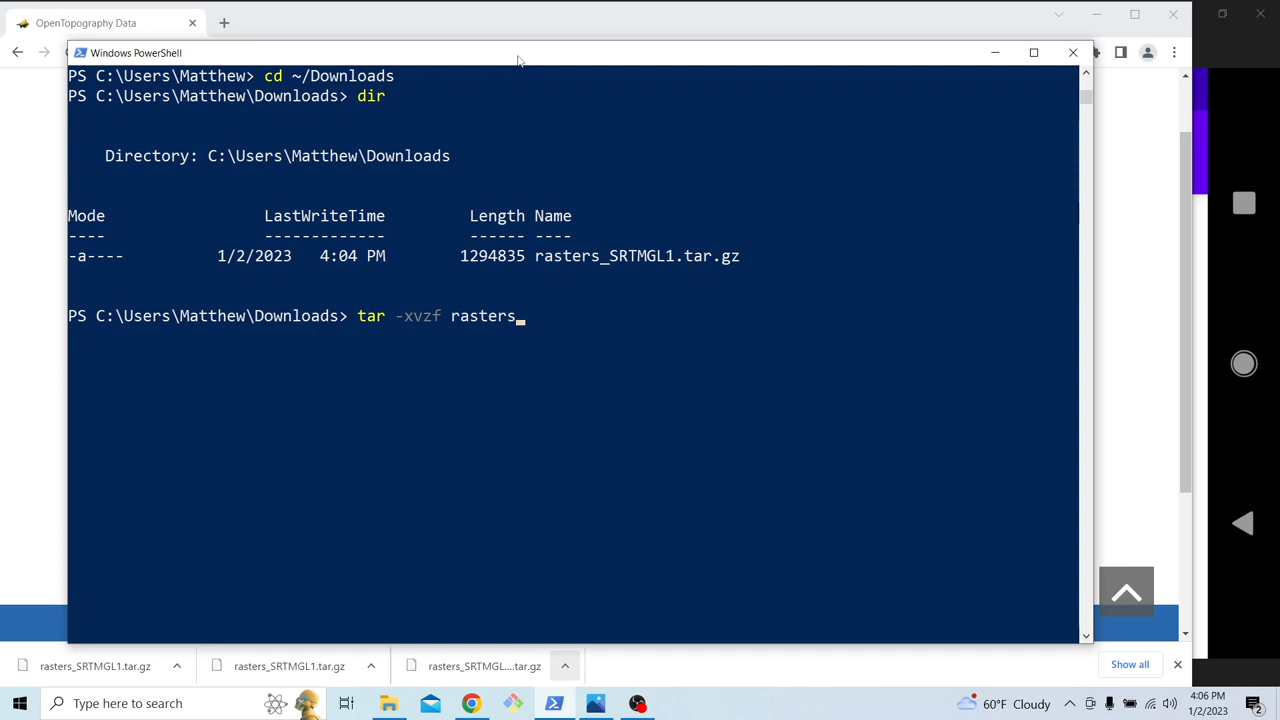 OpenTopography Data
Windows PowerShell
PS C:\Users\Matthew> cd ~/Downloads
PS C:\Users\Matthew\Downloads> dir
Directory: C:\Users\Matthew\Downloads
Mode LastWriteTime Length Name
---- ------------- ------ ----
-a---- 1/2/2023 4:04 PM 1294835 rasters_SRTMGL1.tar.gz
PS C:\Users\Matthew\Downloads> tar -xvzf rasters_
rasters_SRTMGL1.tar.gz rasters_SRTMGL1.tar.gz rasters_SRTMGL....tar.gz Show all
Type here to search 60°F Cloudy 4:06 PM
1/2/2023 2